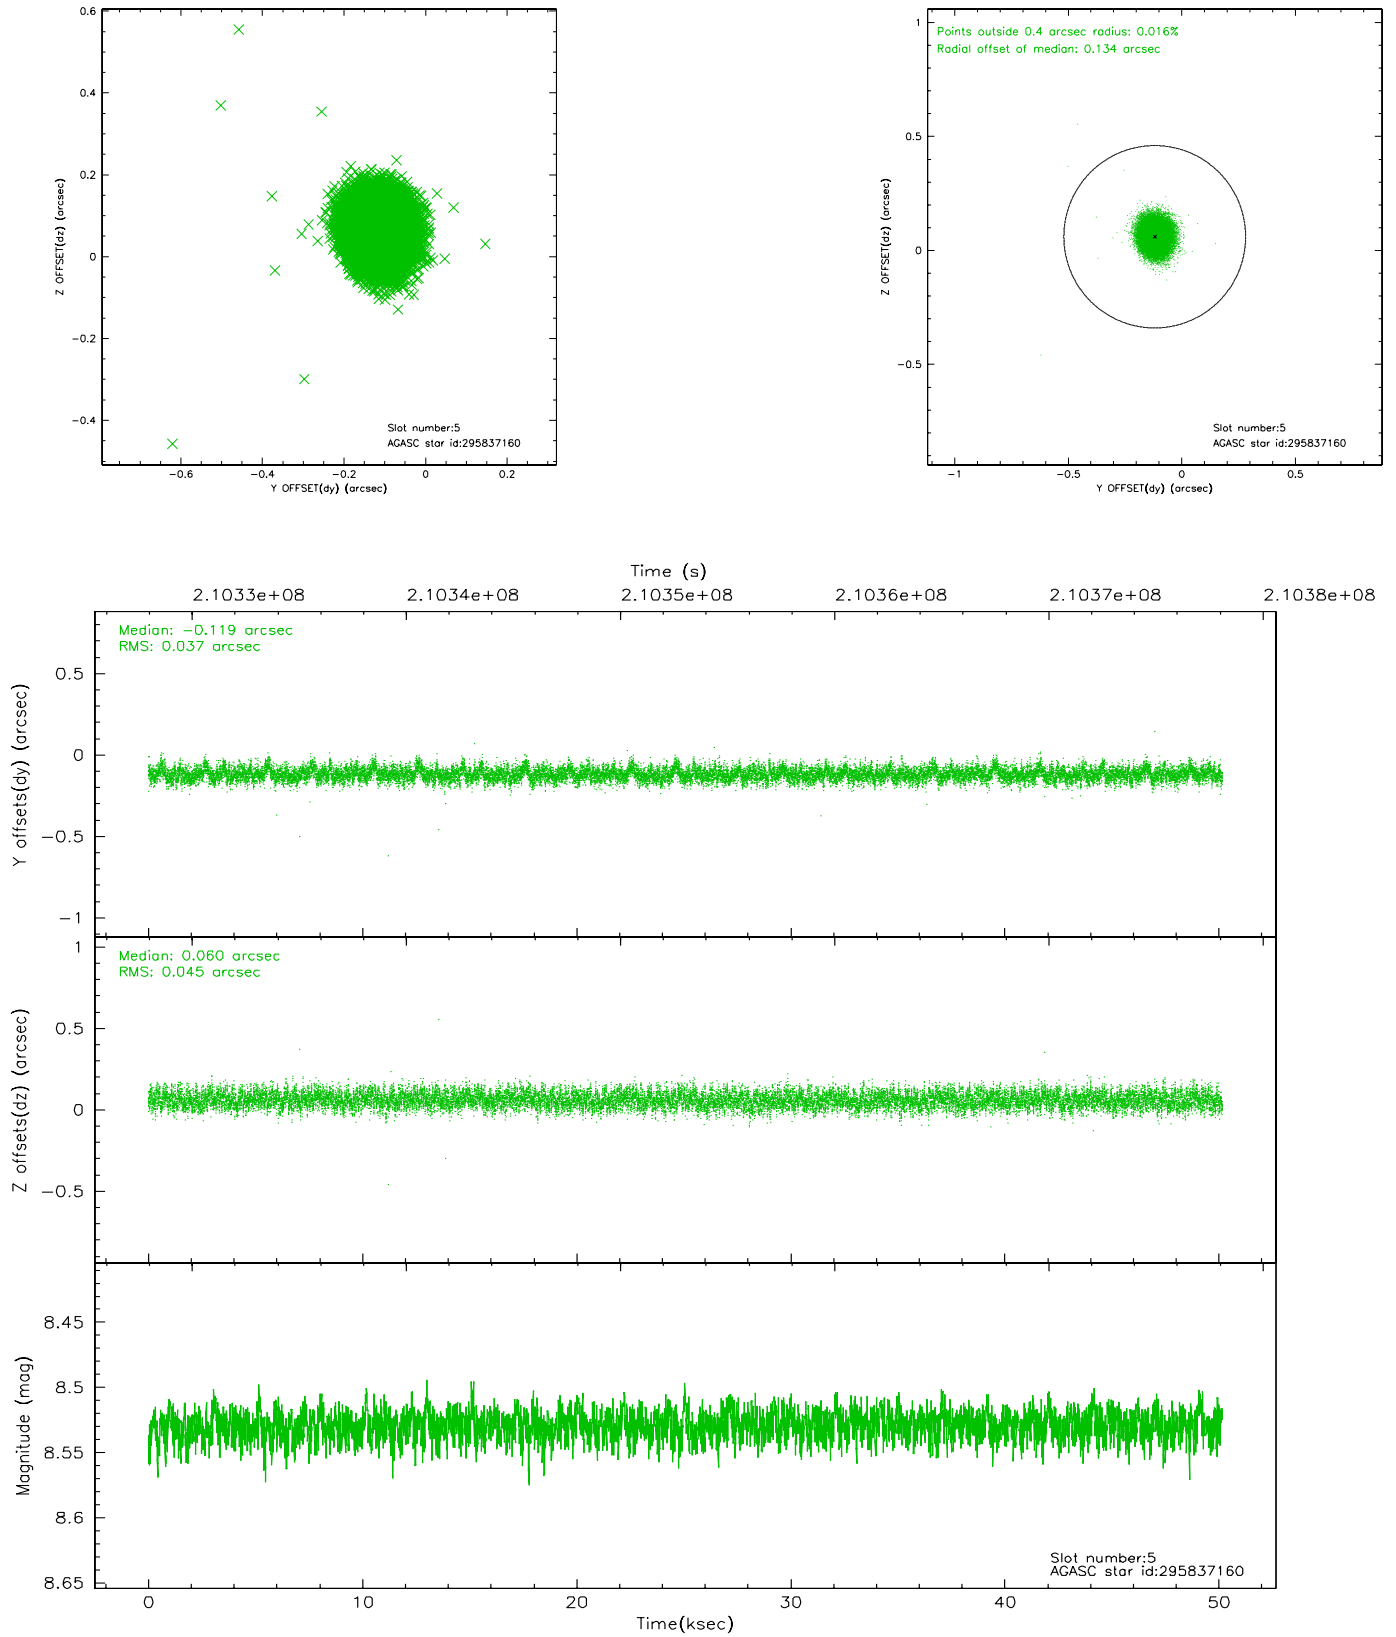 0.6
0.4
0.2
0
−0.2
−0.4
Z OFFSET(dz) (arcsec)
Slot number:5
AGASC star id:295837160
−0.6 −0.4 −0.2 0 0.2
Y OFFSET(dy) (arcsec)
Points outside 0.4 arcsec radius: 0.016%
Radial offset of median: 0.134 arcsec
1
0.5
0
−0.5
Z OFFSET(dz) (arcsec)
Slot number:5
AGASC star id:295837160
−1 −0.5 0 0.5
Y OFFSET(dy) (arcsec)
Time (s)
2.1033e+08 2.1034e+08 2.1035e+08 2.1036e+08 2.1037e+08 2.1038e+08
Median: −0.119 arcsec
RMS: 0.037 arcsec
0.5
0
−0.5
−1
Y offsets(dy) (arcsec)
Median: 0.060 arcsec
RMS: 0.045 arcsec
1
0.5
0
−0.5
Z offsets(dz) (arcsec)
8.45
8.5
8.55
8.6
8.65
Magnitude (mag)
Slot number:5
AGASC star id:295837160
0 10 20 30 40 50
Time(ksec)